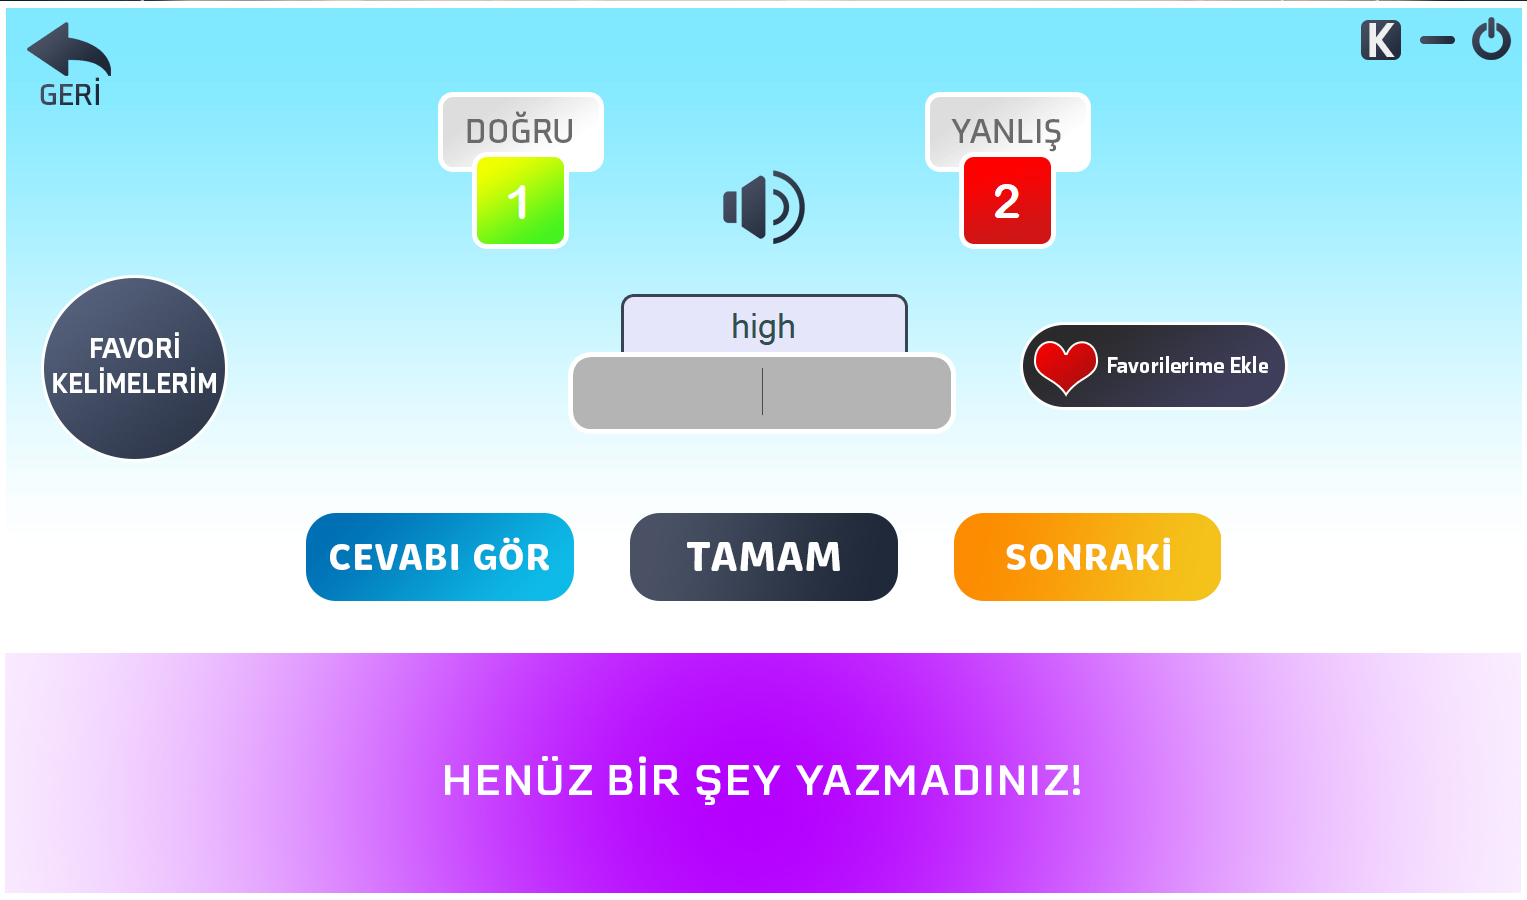 K
GERİ
DOĞRU
YANLIŞ
1
2
high
FAVORİ
KELİMELERİM
Favorilerime Ekle
CEVABI GÖR
TAMAM
SONRAKİ
HENÜZ BİR ŞEY YAZMADINIZ!